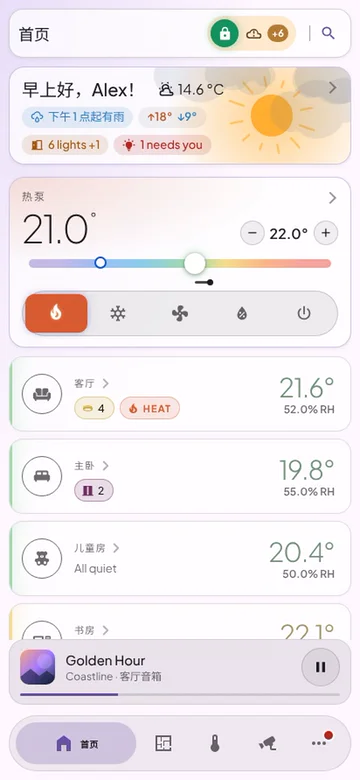 首页
+6
早上好，Alex！
14.6 °C
下午1点起有雨
↑18° ↓9°
6 lights +1
1 needs you
热泵
21.0°
− 22.0° +
客厅
4
HEAT
21.6°
52.0% RH
主卧
2
19.8°
55.0% RH
儿童房
All quiet
20.4°
50.0% RH
书房
22.1°
Golden Hour
Coastline · 客厅音箱
首页